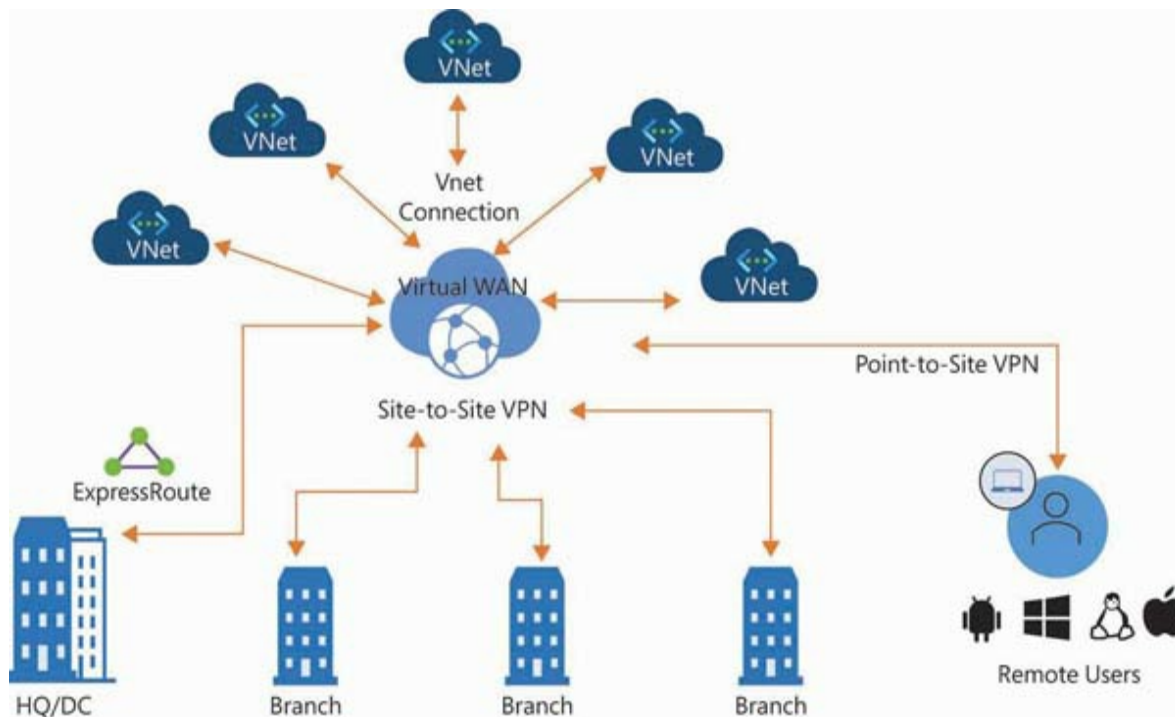 VNet
VNet
VNet
VNet
Vnet
Connection
VNet
Virtual WAN
Point-to-Site VPN
Site-to-Site VPN
ExpressRoute
HQ/DC
Branch
Branch
Branch
Remote Users